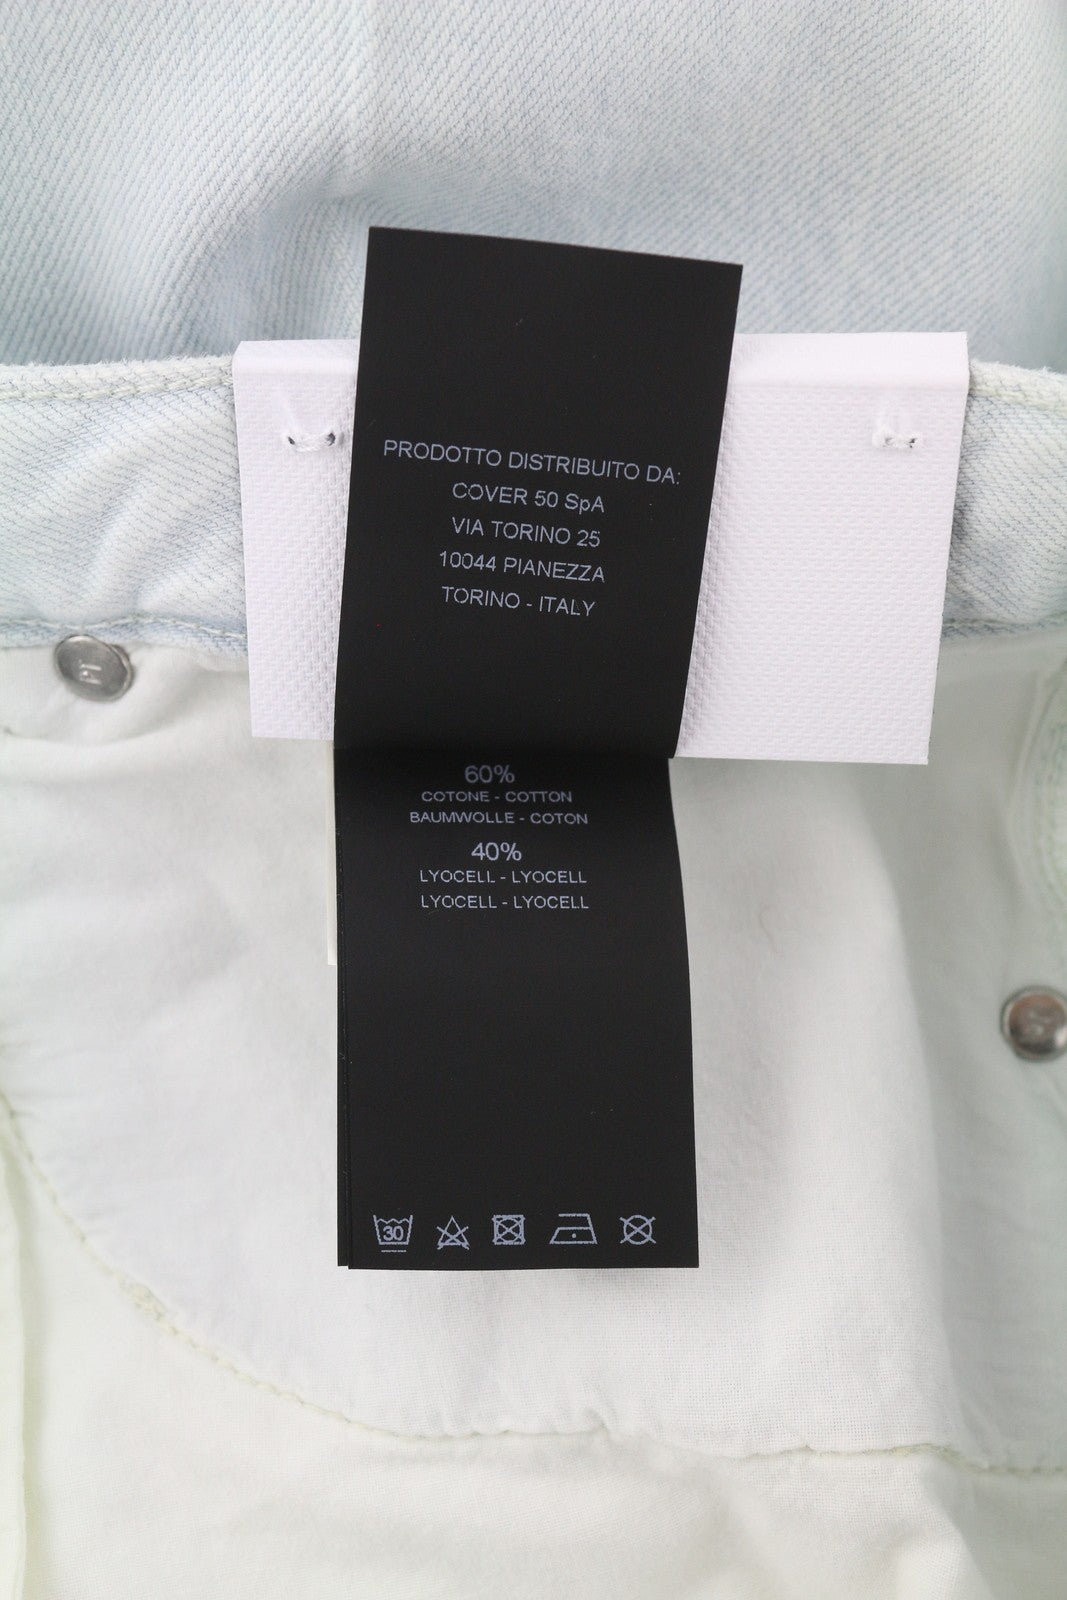 PRODOTTO DISTRIBUITO DA:
COVER 50 SpA
VIA TORINO 25
10044 PIANEZZA
TORINO - ITALY
PT
60%
COTONE - COTTON
BAUMWOLLE - COTON
40%
LYOCELL - LYOCELL
LYOCELL - LYOCELL
30